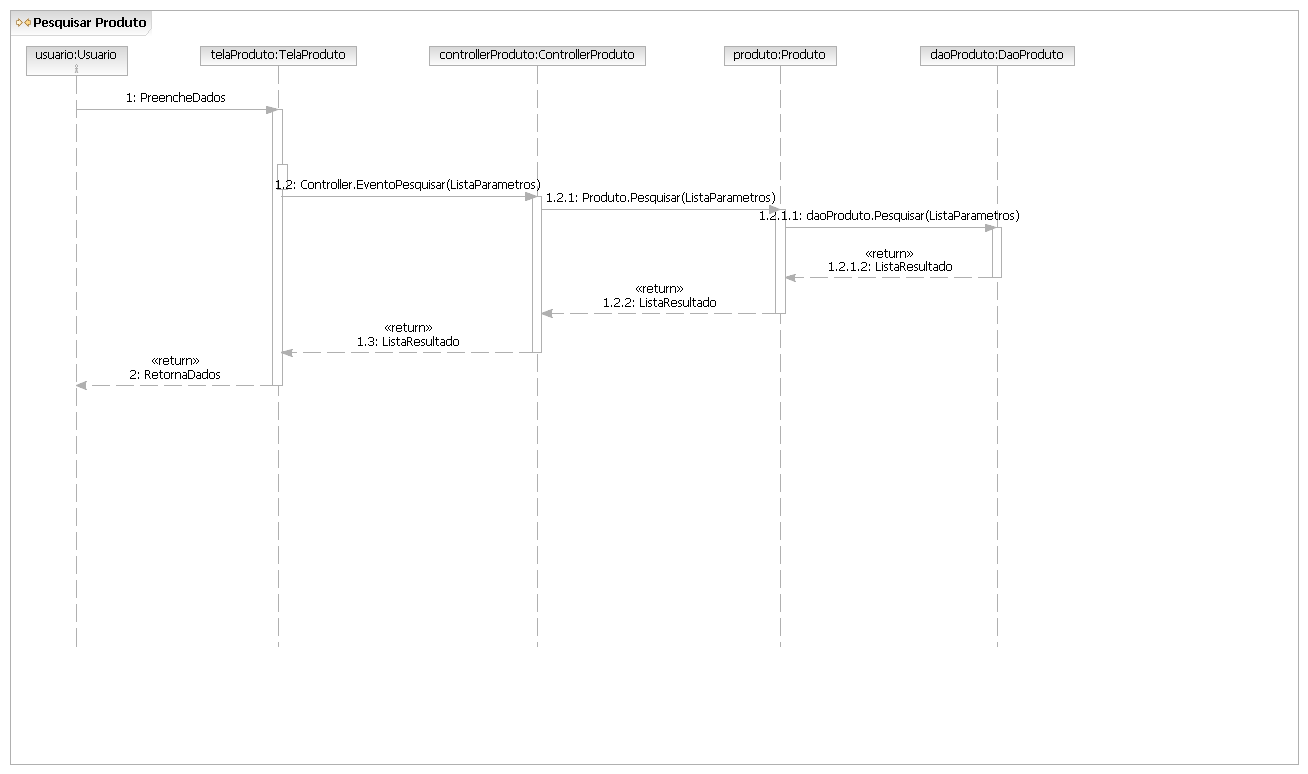 Pesquisar Produto
usuario:Usuario
telaProduto:TelaProduto
controllerProduto:ControllerProduto
produto:Produto
daoProduto:DaoProduto
1: PreencheDados
1.2: Controller.EventoPesquisar(ListaParametros)
1.2.1: Produto.Pesquisar(ListaParametros)
1.2.1.1: daoProduto.Pesquisar(ListaParametros)
«return»
1.2.1.2: ListaResultado
«return»
1.2.2: ListaResultado
«return»
1.3: ListaResultado
«return»
2: RetornaDados